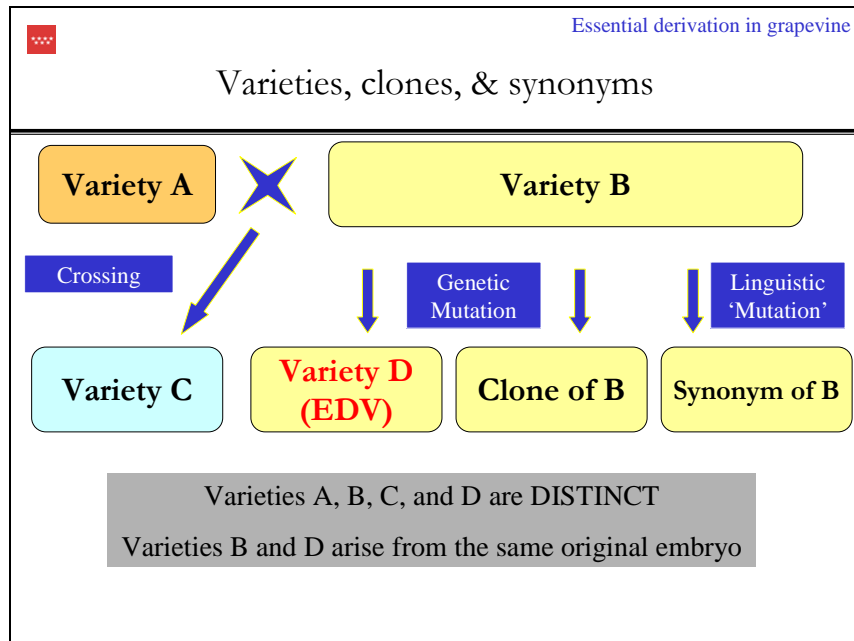 Essential derivation in grapevine
Varieties, clones, & synonyms
Variety A
Variety B
Crossing
Genetic
Mutation
Linguistic
‘Mutation’
Variety C
Variety D
(EDV)
Clone of B
Synonym of B
Varieties A, B, C, and D are DISTINCT
Varieties B and D arise from the same original embryo